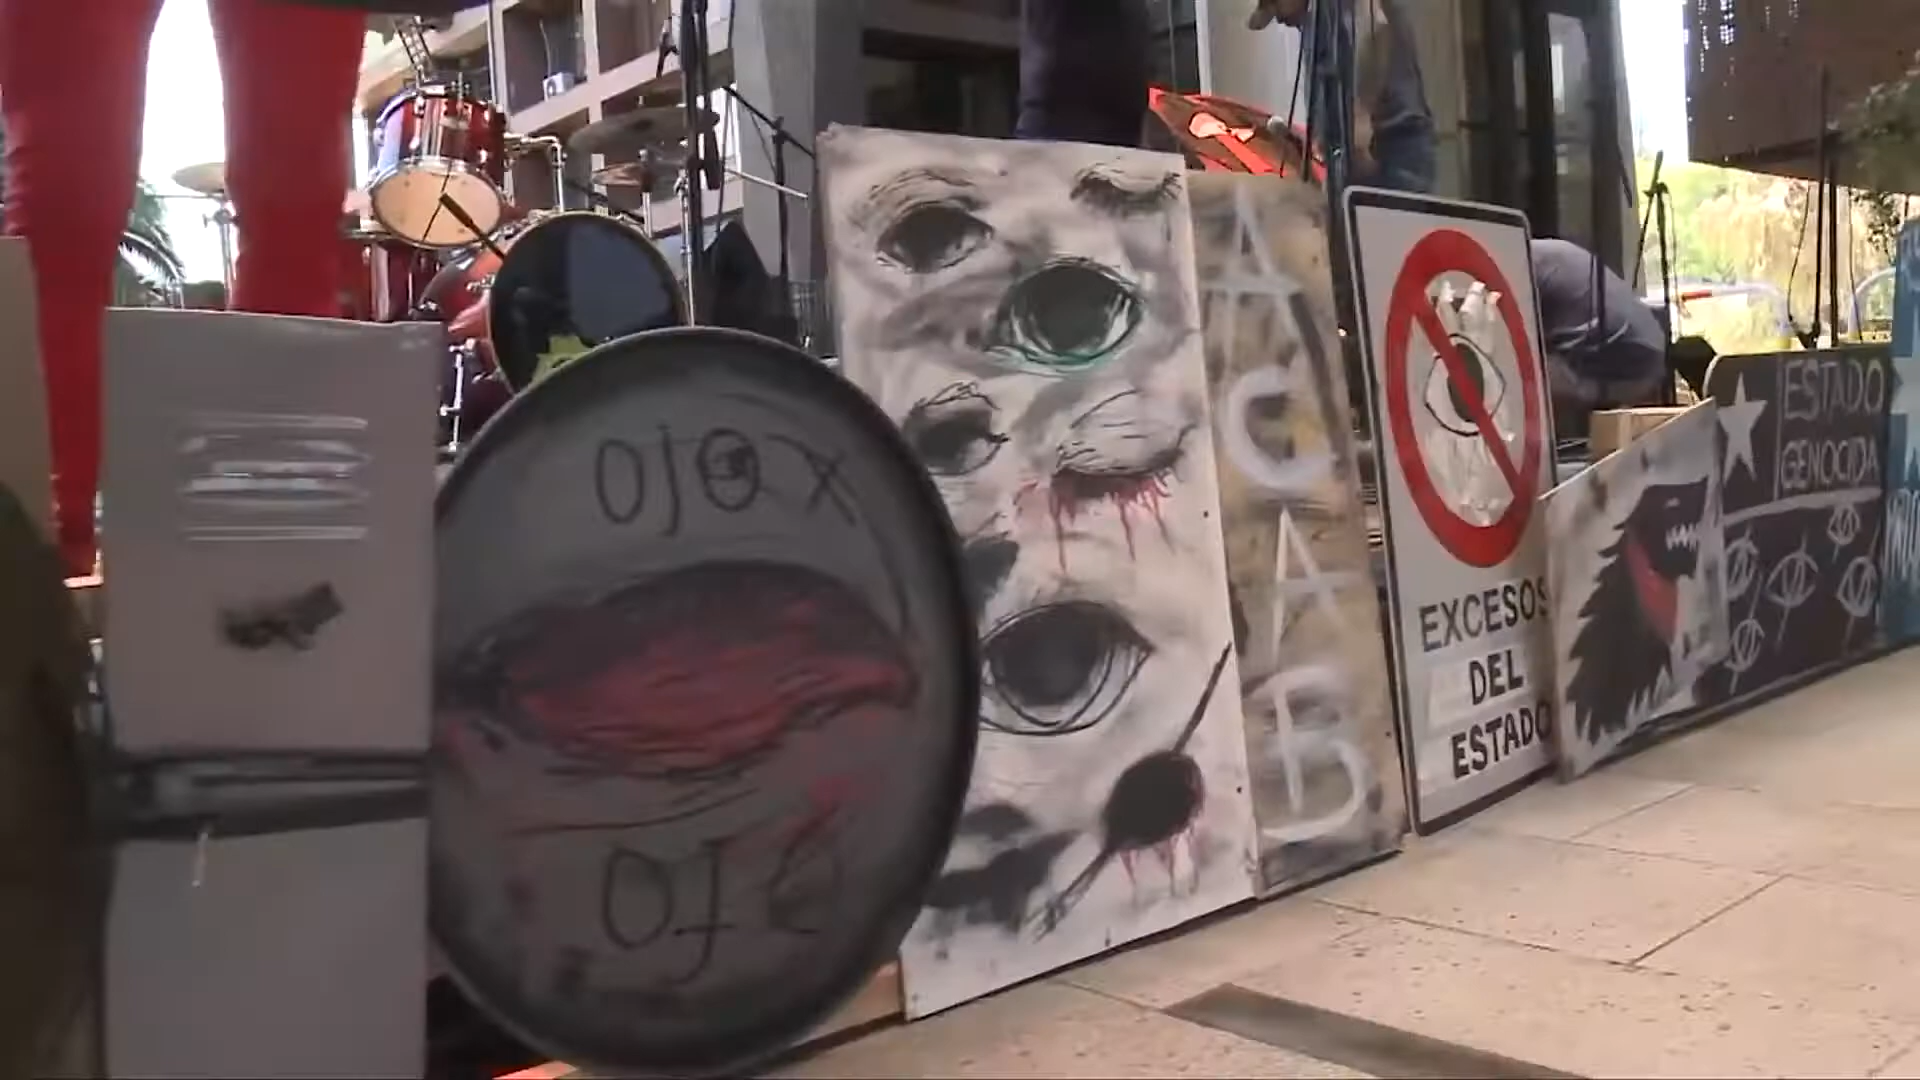 OJO X
OJO
A
C
A
B
EXCESOS
DEL
ESTADO
ESTADO
GENOCIDA